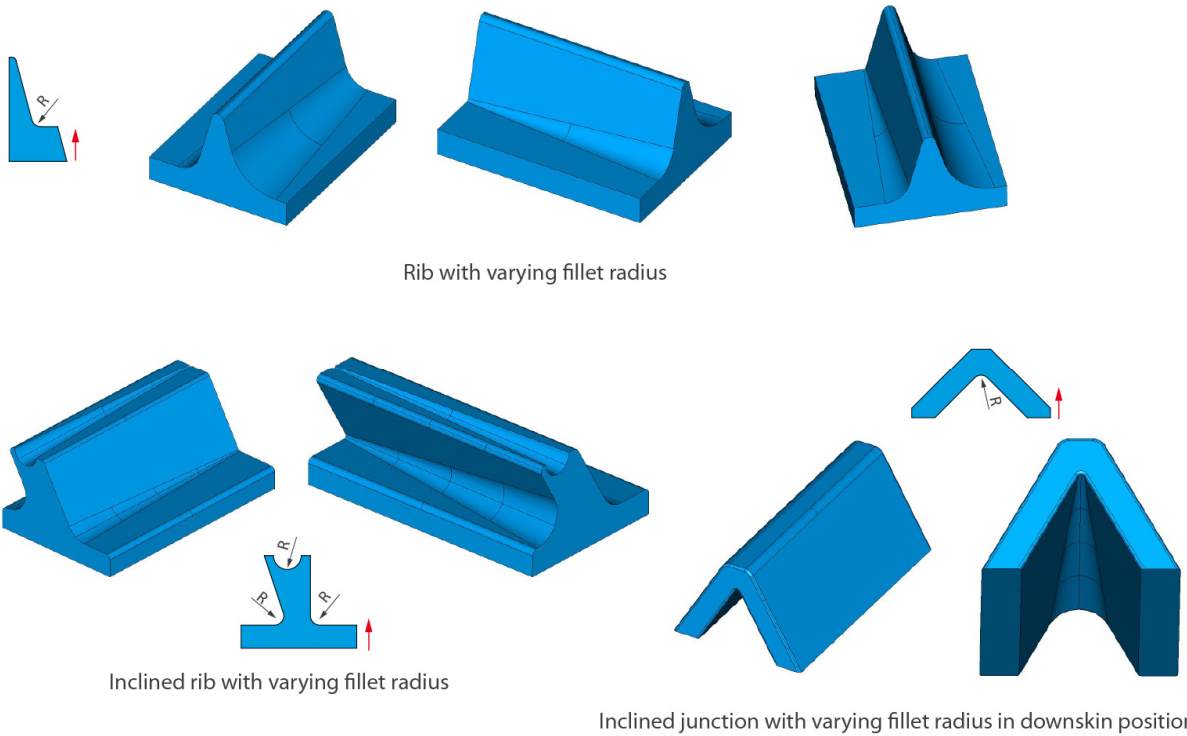 R
Rib with varying fillet radius
R
R
R
R
Inclined rib with varying fillet radius
Inclined junction with varying fillet radius in downskin position